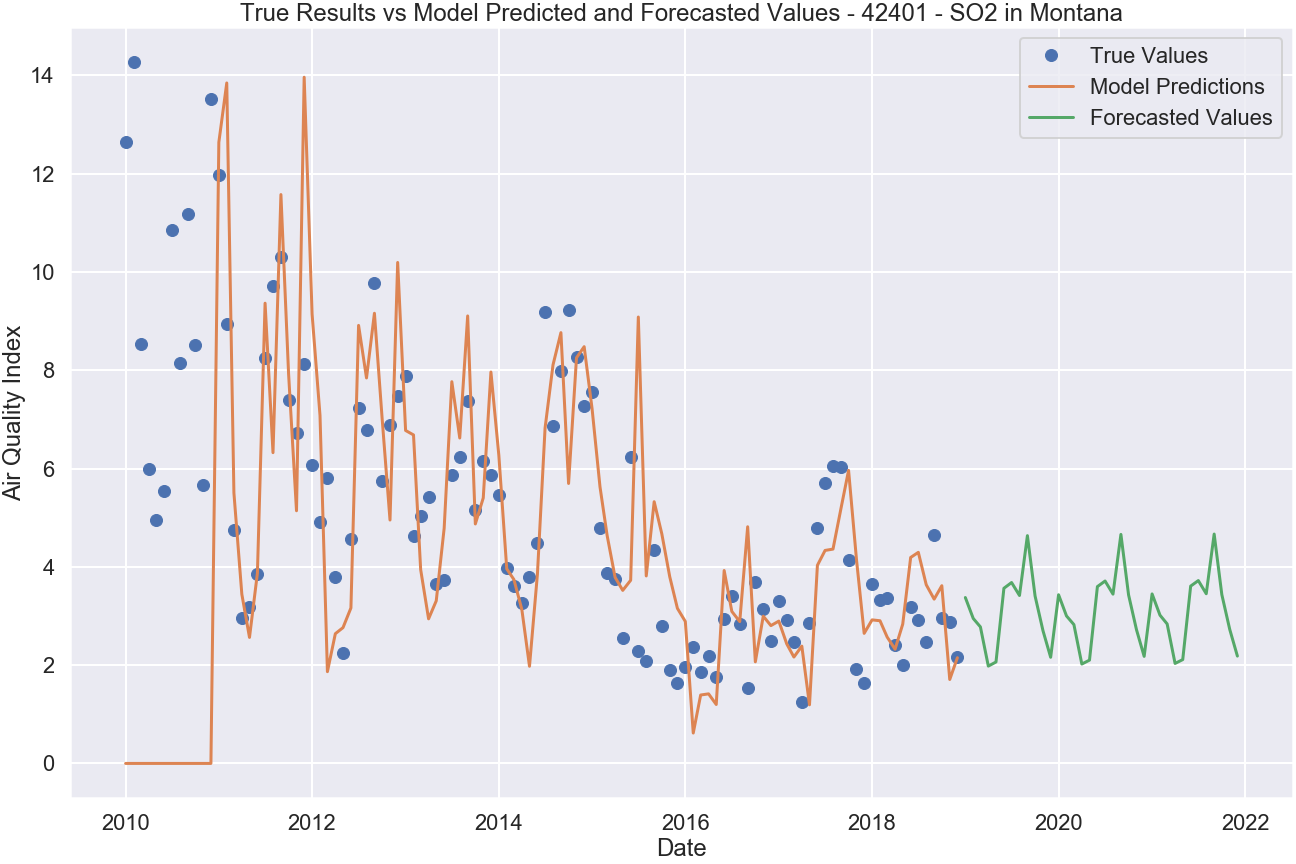 True Results vs Model Predicted and Forecasted Values - 42401 - SO2 in Montana
True Values
Model Predictions
Forecasted Values
Air Quality Index
14
12
10
8
6
4
2
0
2010 2012 2014 2016 2018 2020 2022
Date